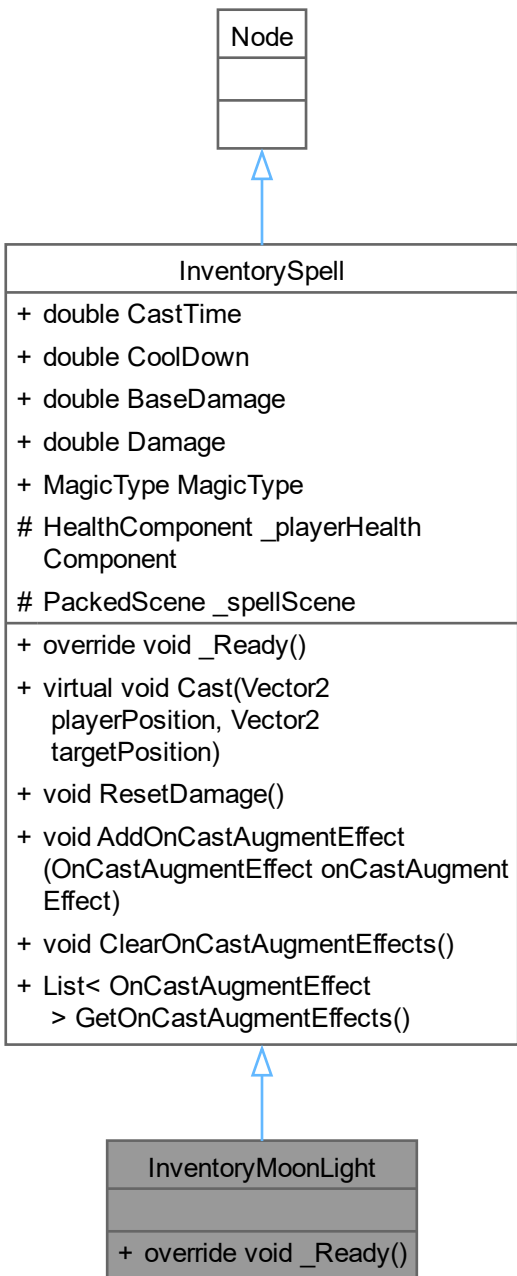 Node
InventorySpell
+ double CastTime
+ double CoolDown
+ double BaseDamage
+ double Damage
+ MagicType MagicType
# HealthComponent _playerHealth
Component
# PackedScene _spellScene
+ override void _Ready()
+ virtual void Cast(Vector2
playerPosition, Vector2
targetPosition)
+ void ResetDamage()
+ void AddOnCastAugmentEffect
(OnCastAugmentEffect onCastAugment
Effect)
+ void ClearOnCastAugmentEffects()
+ List< OnCastAugmentEffect
> GetOnCastAugmentEffects()
InventoryMoonLight
+ override void _Ready()